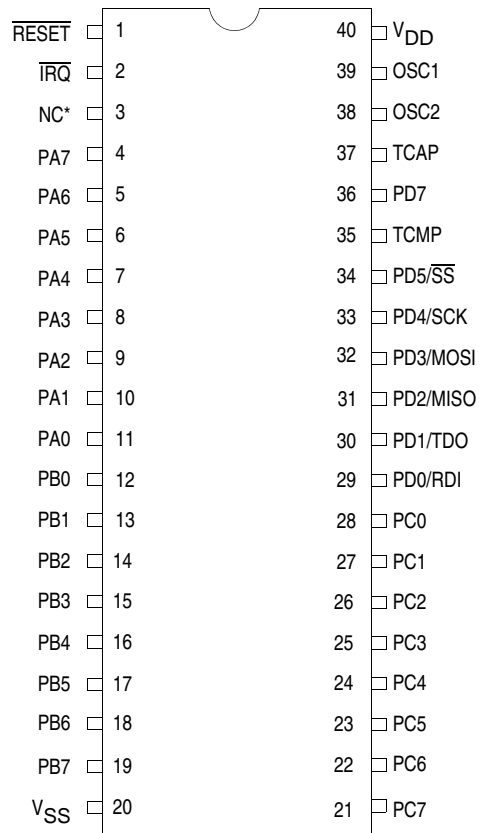 RESET 1 40 VDD
IRQ 2 39 OSC1
NC* 3 38 OSC2
PA7 4 37 TCAP
PA6 5 36 PD7
PA5 6 35 TCMP
PA4 7 34 PD5/SS
PA3 8 33 PD4/SCK
PA2 9 32 PD3/MOSI
PA1 10 31 PD2/MISO
PA0 11 30 PD1/TDO
PB0 12 29 PD0/RDI
PB1 13 28 PC0
PB2 14 27 PC1
PB3 15 26 PC2
PB4 16 25 PC3
PB5 17 24 PC4
PB6 18 23 PC5
PB7 19 22 PC6
VSS 20 21 PC7